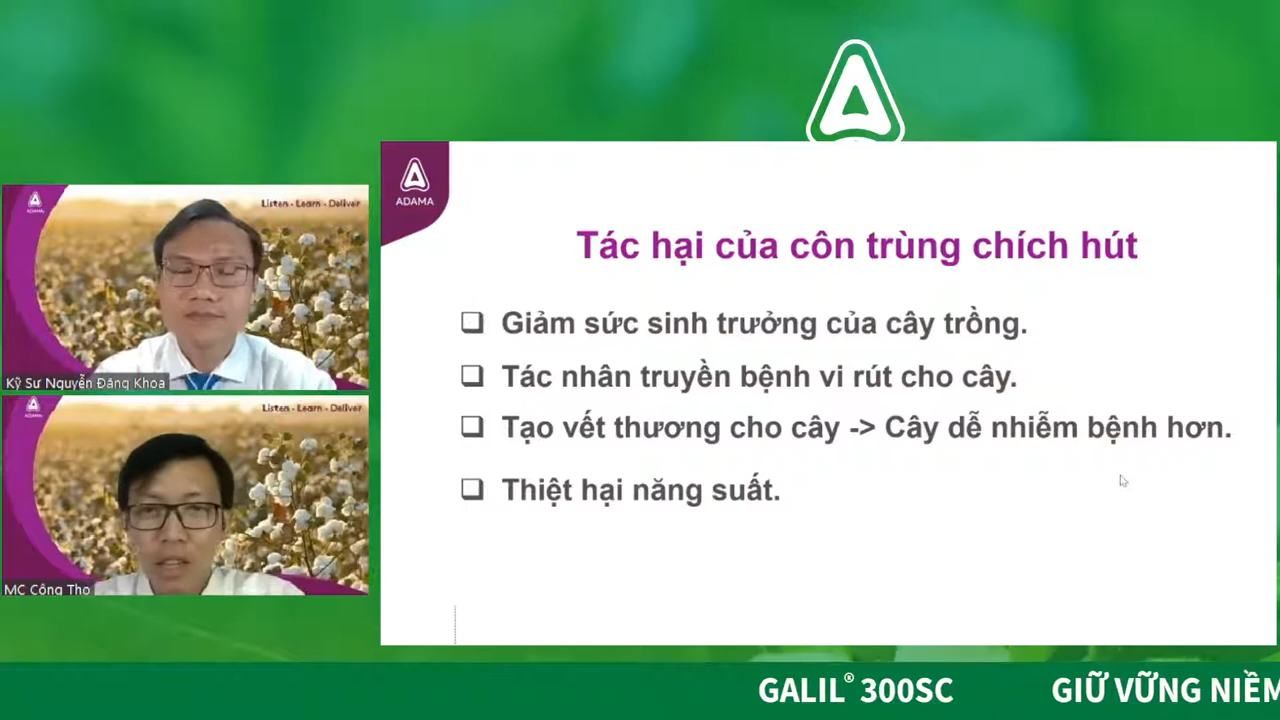 ADAMA
Listen - Learn - Deliver
Kỹ Sư Nguyễn Đăng Khoa
ADAMA
Listen - Learn - Deliver
MC Công Thọ
ADAMA
Tác hại của côn trùng chích hút
Giảm sức sinh trưởng của cây trồng.
Tác nhân truyền bệnh vi rút cho cây.
Tạo vết thương cho cây -> Cây dễ nhiễm bệnh hơn.
Thiệt hại năng suất.
GALIL® 300SC GIỮ VỮNG NIỀM